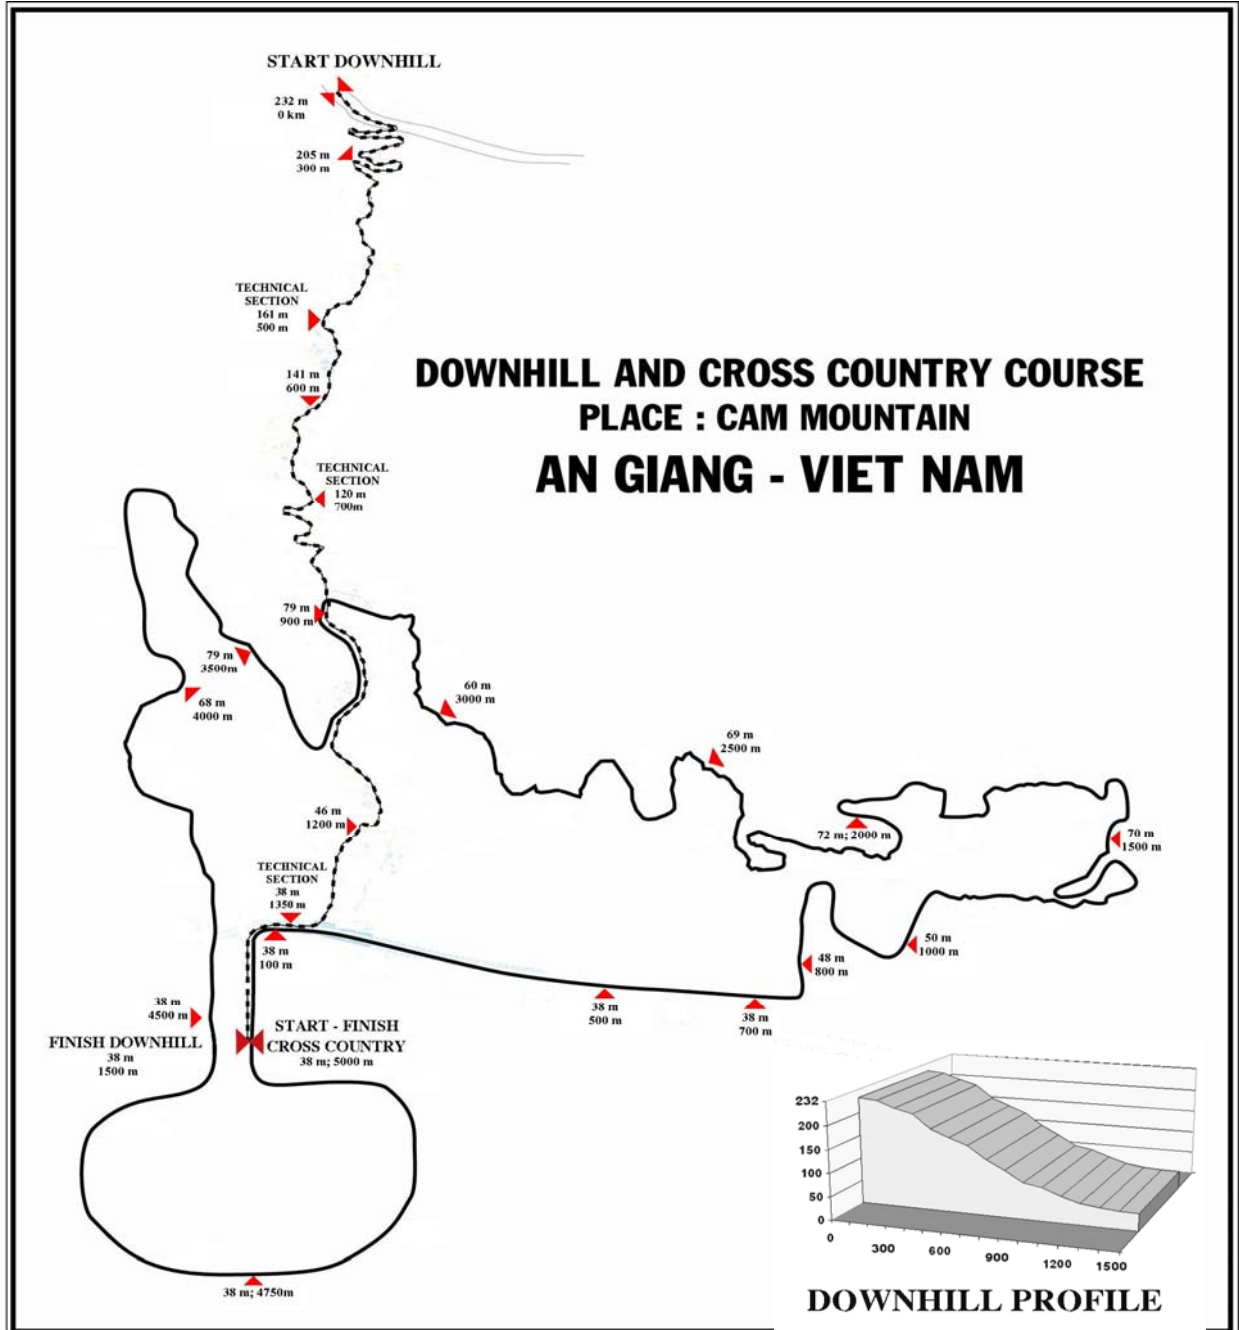 START DOWNHILL
232 m
0 km
205 m
300 m
TECHNICAL
SECTION
161 m
500 m
DOWNHILL AND CROSS COUNTRY COURSE
PLACE : CAM MOUNTAIN
AN GIANG - VIET NAM
141 m
600 m
TECHNICAL
SECTION
120 m
700m
79 m
900 m
79 m
3500m
68 m
4000 m
60 m
3000 m
69 m
2500 m
72 m; 2000 m
70 m
1500 m
46 m
1200 m
TECHNICAL
SECTION
38 m
1350 m
38 m
100 m
50 m
1000 m
48 m
800 m
38 m
500 m
38 m
700 m
38 m
4500 m
FINISH DOWNHILL
38 m
1500 m
START - FINISH
CROSS COUNTRY
38 m; 5000 m
38 m; 4750m
232
200
150
100
50
0
0
300
600
900
1200
1500
DOWNHILL PROFILE